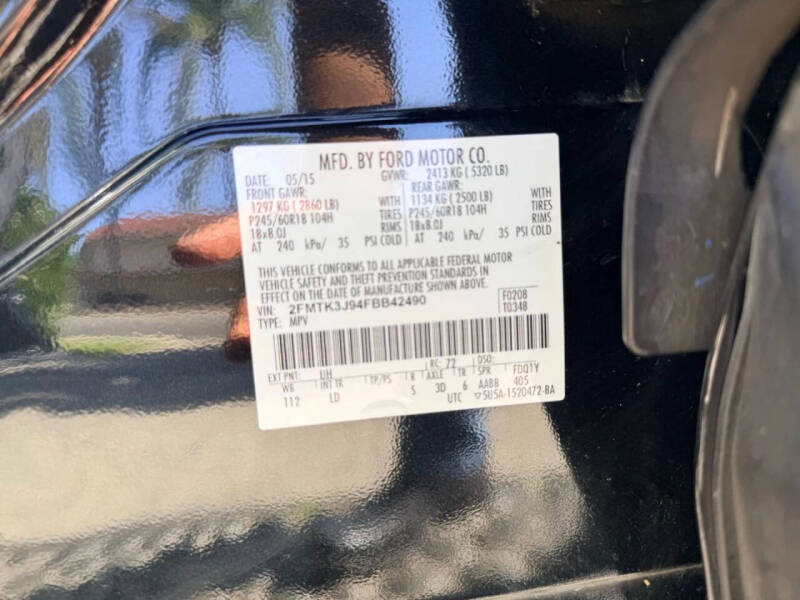 MFD. BY FORD MOTOR CO.
DATE: 05/15 GVWR: 2413 KG ( 5320 LB)
FRONT GAWR: REAR GAWR:
1297 KG ( 2860 LB) WITH 1134 KG ( 2500 LB) WITH
P245/60R18 104H TIRES P245/60R18 104H TIRES
18x8.0J RIMS 18x8.0J RIMS
AT 240 kPa/ 35 PSI COLD AT 240 kPa/ 35 PSI COLD
THIS VEHICLE CONFORMS TO ALL APPLICABLE FEDERAL MOTOR
VEHICLE SAFETY AND THEFT PREVENTION STANDARDS IN
EFFECT ON THE DATE OF MANUFACTURE SHOWN ABOVE.
VIN: 2FMTK3J94FBB42490 F0208
TYPE: MPV T0348
EXT PNT: UH RC: 72 DSO:
WB INT TR TP/PS R AXLE TR SPR FDQ1Y
112 LD 5 3D 6 AABB 405
UTC ▽5U5A-1520472-BA